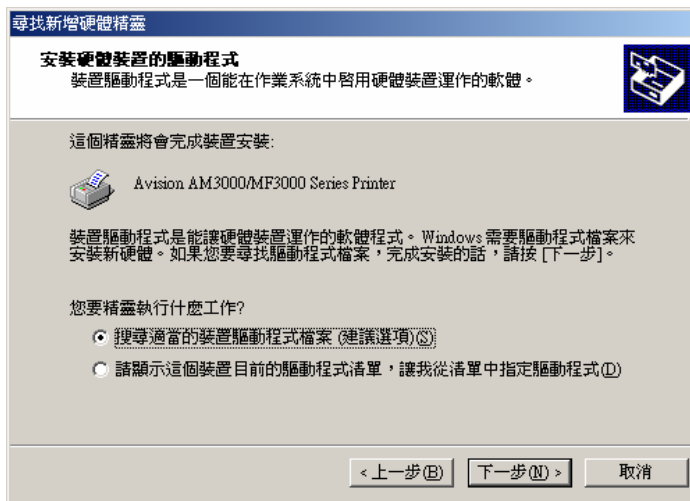 尋找新增硬體精靈
安裝硬體裝置的驅動程式
裝置驅動程式是一個能在作業系統中啓用硬體裝置運作的軟體。
這個精靈將會完成裝置安裝:
Avision AM3000/MF3000 Series Printer
裝置驅動程式是能讓硬體裝置運作的軟體程式。Windows 需要驅動程式檔案來
安裝新硬體。如果您要尋找驅動程式檔案，完成安裝的話，請按 [下一步]。
您要精靈執行什麼工作?
搜尋適當的裝置驅動程式檔案 (建議選項)(S)
請顯示這個裝置目前的驅動程式清單，讓我從清單中指定驅動程式(D)
<上一步(B) 下一步(N)> 取消